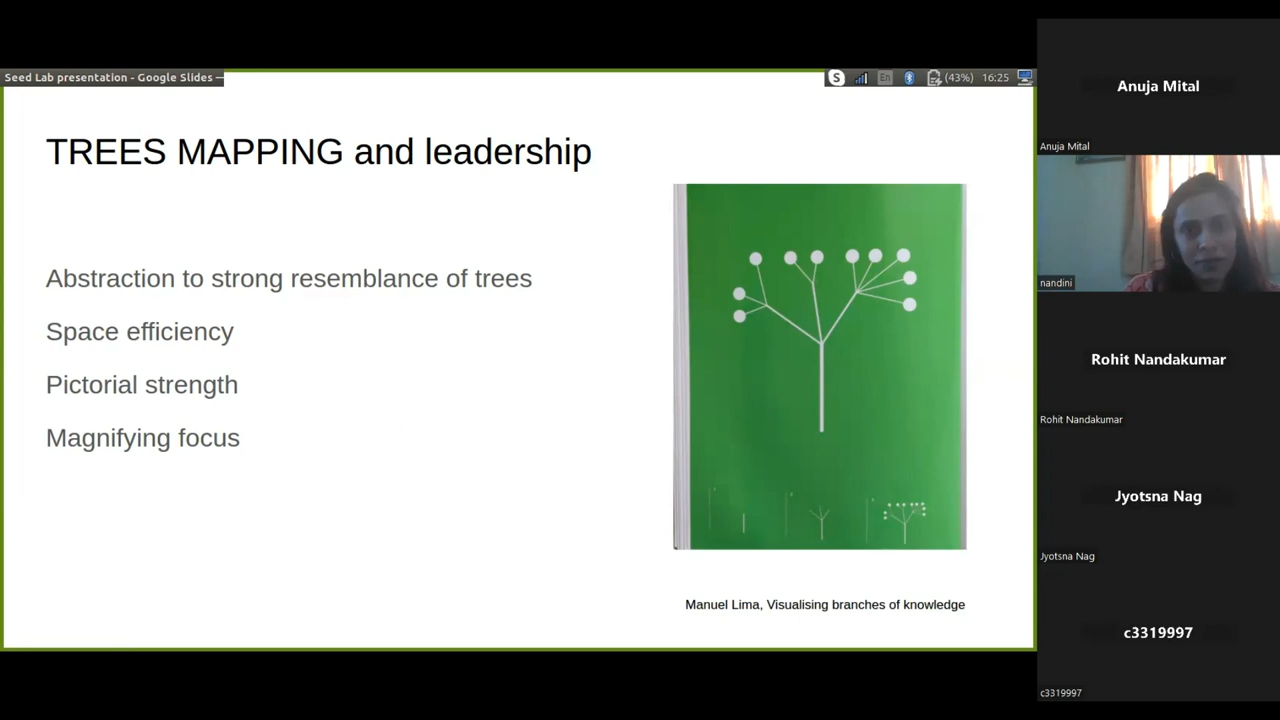 Seed Lab presentation - Google Slides —
S En (43%) 16:25
TREES MAPPING and leadership
Abstraction to strong resemblance of trees
Space efficiency
Pictorial strength
Magnifying focus
Manuel Lima, Visualising branches of knowledge
Anuja Mital
Anuja Mital
nandini
Rohit Nandakumar
Rohit Nandakumar
Jyotsna Nag
Jyotsna Nag
c3319997
c3319997